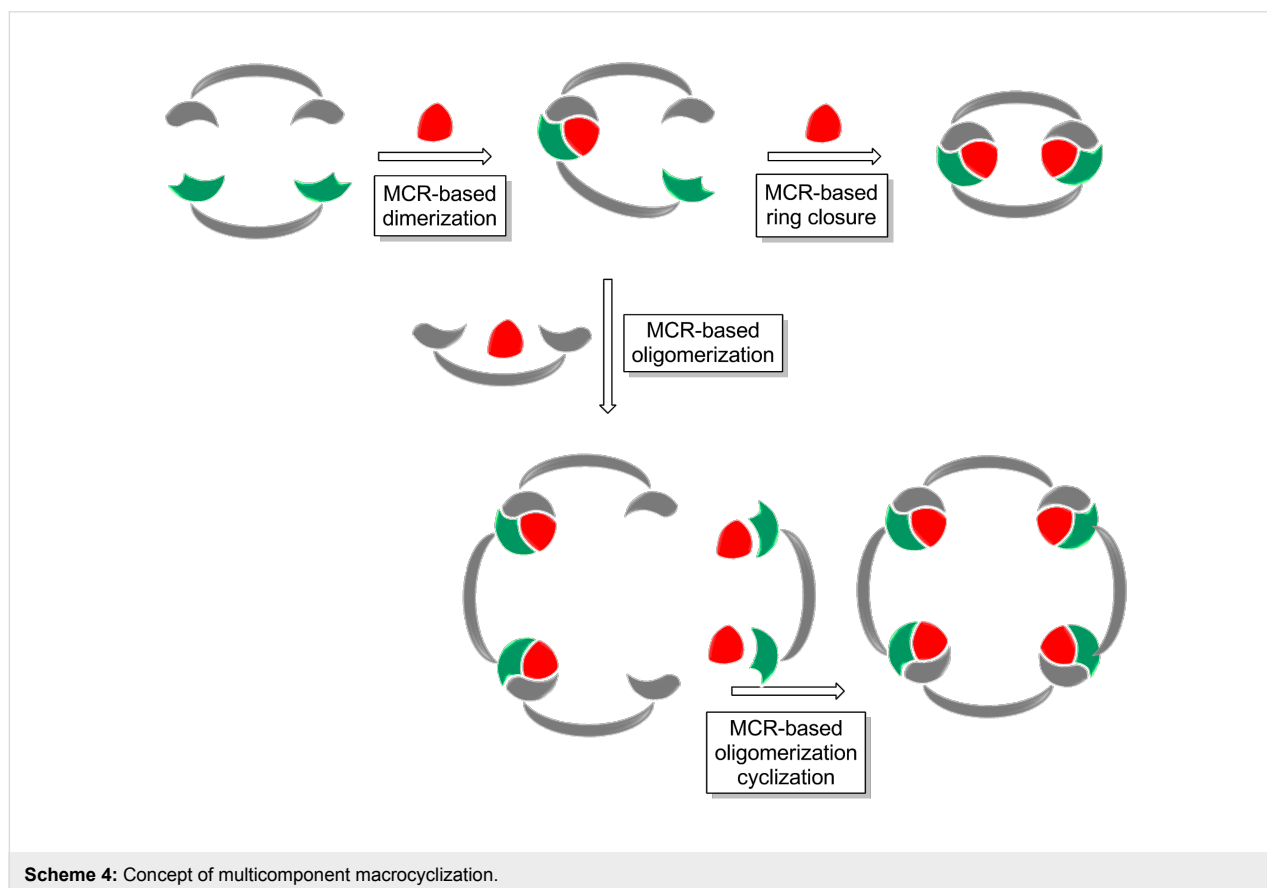 MCR-based
dimerization
MCR-based
ring closure
MCR-based
oligomerization
MCR-based
oligomerization
cyclization
Scheme 4: Concept of multicomponent macrocyclization.